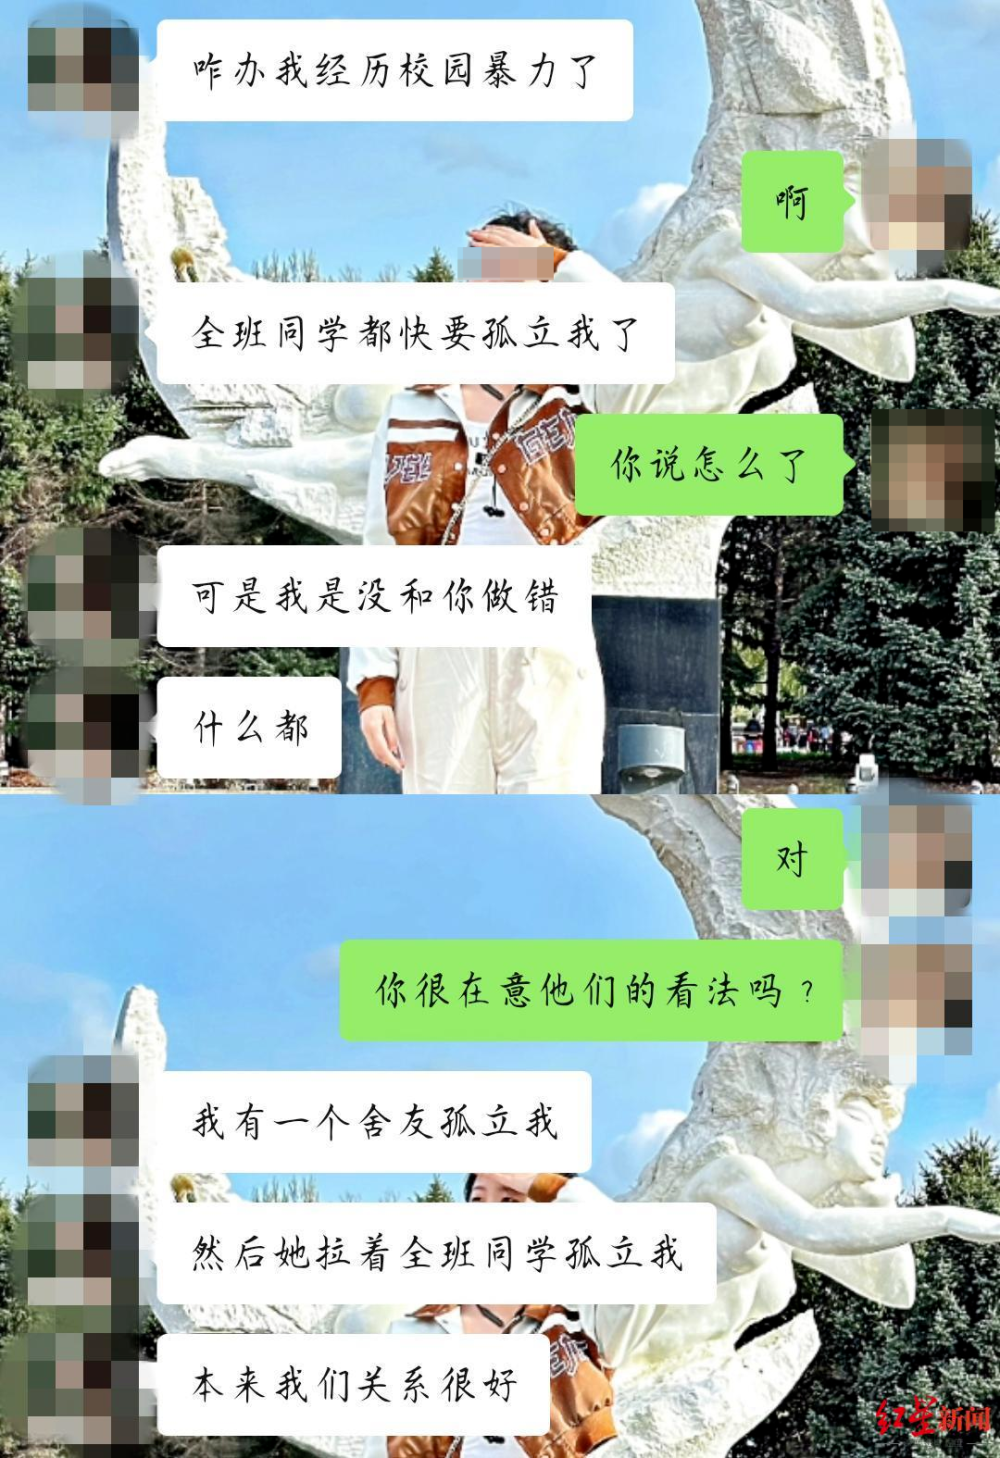 咋办我经历校园暴力了
啊
全班同学都快要孤立我了
你说怎么了
可是我是没和你做错
什么都
对
你很在意他们的看法吗？
我有一个舍友孤立我
然后她拉着全班同学孤立我
本来我们关系很好
红星新闻